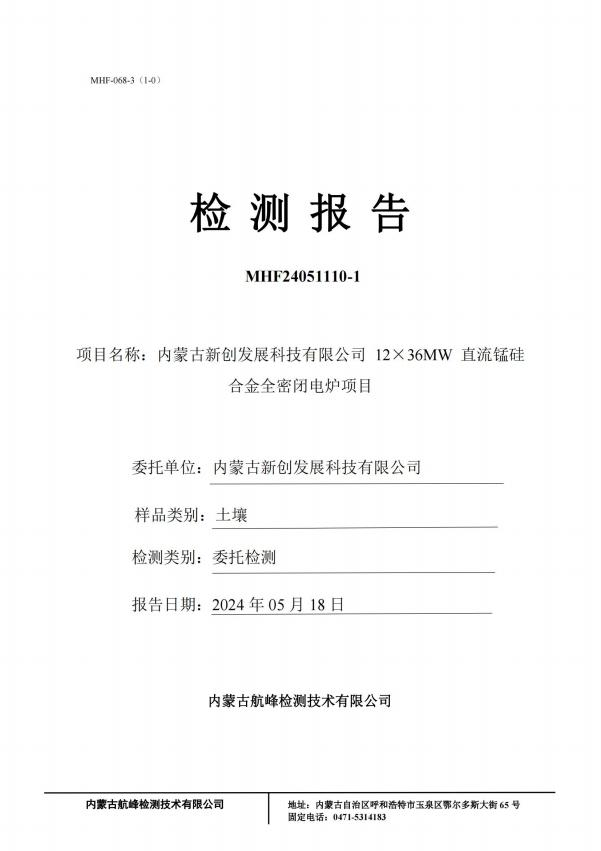 MHF-068-3（1-0）
检测报告
MHF24051110-1
项目名称：内蒙古新创发展科技有限公司 12×36MW 直流锰硅
合金全密闭电炉项目
委托单位：内蒙古新创发展科技有限公司
样品类别：土壤
检测类别：委托检测
报告日期：2024 年 05 月 18 日
内蒙古航峰检测技术有限公司
内蒙古航峰检测技术有限公司
地址：内蒙古自治区呼和浩特市玉泉区鄂尔多斯大街 65 号
固定电话：0471-5314183